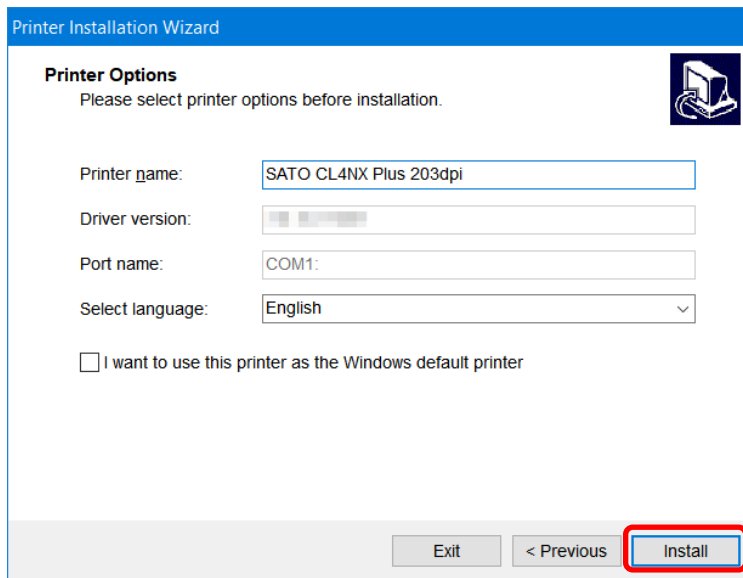 Printer Installation Wizard
Printer Options
Please select printer options before installation.
Printer name: SATO CL4NX Plus 203dpi
Driver version:
Port name: COM1:
Select language: English
I want to use this printer as the Windows default printer
Exit < Previous Install